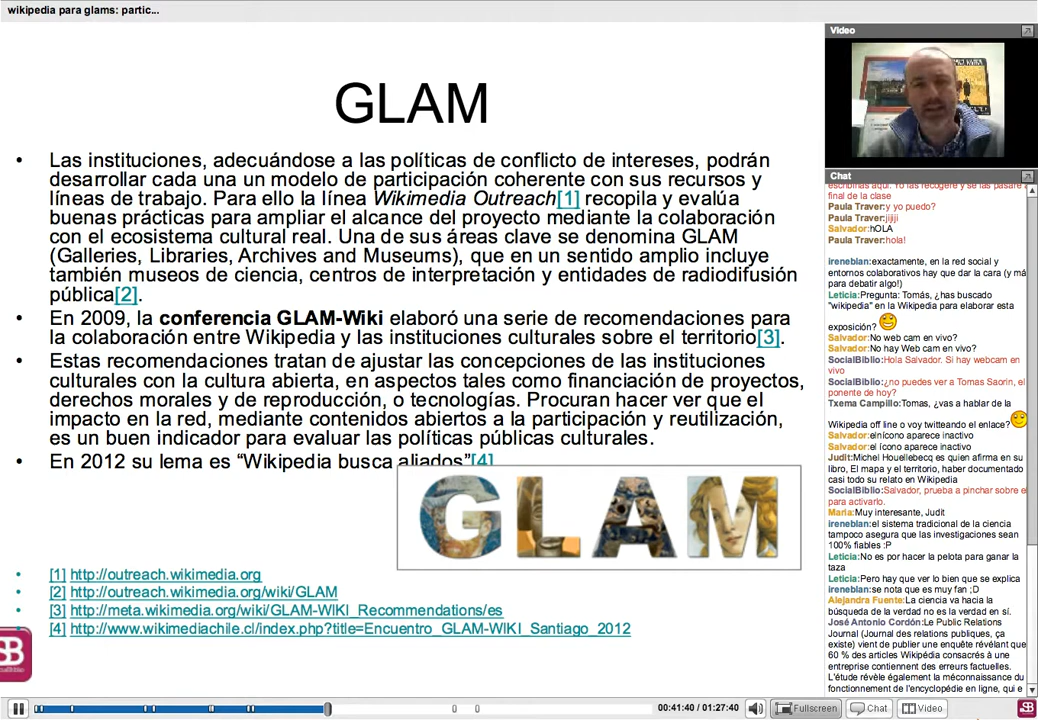 wikipedia para glams: partic...
GLAM
• Las instituciones, adecuándose a las políticas de conflicto de intereses, podrán
desarrollar cada una un modelo de participación coherente con sus recursos y
líneas de trabajo. Para ello la línea Wikimedia Outreach[1] recopila y evalúa
buenas prácticas para ampliar el alcance del proyecto mediante la colaboración
con el ecosistema cultural real. Una de sus áreas clave se denomina GLAM
(Galleries, Libraries, Archives and Museums), que en un sentido amplio incluye
también museos de ciencia, centros de interpretación y entidades de radiodifusión
pública[2].
• En 2009, la conferencia GLAM-Wiki elaboró una serie de recomendaciones para
la colaboración entre Wikipedia y las instituciones culturales sobre el territorio[3].
• Estas recomendaciones tratan de ajustar las concepciones de las instituciones
culturales con la cultura abierta, en aspectos tales como financiación de proyectos,
derechos morales y de reproducción, o tecnologías. Procuran hacer ver que el
impacto en la red, mediante contenidos abiertos a la participación y reutilización,
es un buen indicador para evaluar las políticas públicas culturales.
• En 2012 su lema es “Wikipedia busca aliados”[4]
GLAM
• [1] http://outreach.wikimedia.org
• [2] http://outreach.wikimedia.org/wiki/GLAM
• [3] http://meta.wikimedia.org/wiki/GLAM-WIKI_Recommendations/es
• [4] http://www.wikimediachile.cl/index.php?title=Encuentro_GLAM-WIKI_Santiago_2012
SB
Video
Chat
escribirlas aquí. Yo las recogeré y se las pasaré a
final de la clase
Paula Traver:y yo puedo?
Paula Traver:jijiji
Salvador:hOLA
Paula Traver:hola!
ireneblan:exactamente, en la red social y
entornos colaborativos hay que dar la cara (y má
para debatir algo!)
Leticia:Pregunta: Tomás, ¿has buscado
"wikipedia" en la Wikipedia para elaborar esta
exposición?
Salvador:No web cam en vivo?
Salvador:No hay Web cam en vivo?
SocialBiblio:Hola Salvador. Si hay webcam en
vivo
SocialBiblio:¿no puedes ver a Tomas Saorin, el
ponente de hoy?
Txema Campillo:Tomas, ¿vas a hablar de la
Wikipedia off line o voy twitteando el enlace?
Salvador:elnícono aparece inactivo
Salvador:el ícono aparece inactivo
Judit:Michel Houellebecq es quien afirma en su
libro, El mapa y el territorio, haber documentado
casi todo su relato en Wikipedia
SocialBiblio:Salvador, prueba a pinchar sobre e
para activarlo.
Maria:Muy interesante, Judit
ireneblan:el sistema tradicional de la ciencia
tampoco asegura que las investigaciones sean
100% fiables :P
Leticia:No es por hacer la pelota para ganar la
taza
Leticia:Pero hay que ver lo bien que se explica
ireneblan:se nota que es muy fan ;D
Alejandra Fuente:La ciencia va hacia la
búsqueda de la verdad no es la verdad en sí.
José Antonio Cordón:Le Public Relations
Journal (Journal des relations publiques, ça
existe) vient de publier une enquête révélant que
60 % des articles Wikipédia consacrés à une
entreprise contiennent des erreurs factuelles.
L'étude révèle également la méconnaissance du
fonctionnement de l'encyclopédie en ligne, qui e
00:41:40 / 01:27:40
Fullscreen
Chat
Video
SB